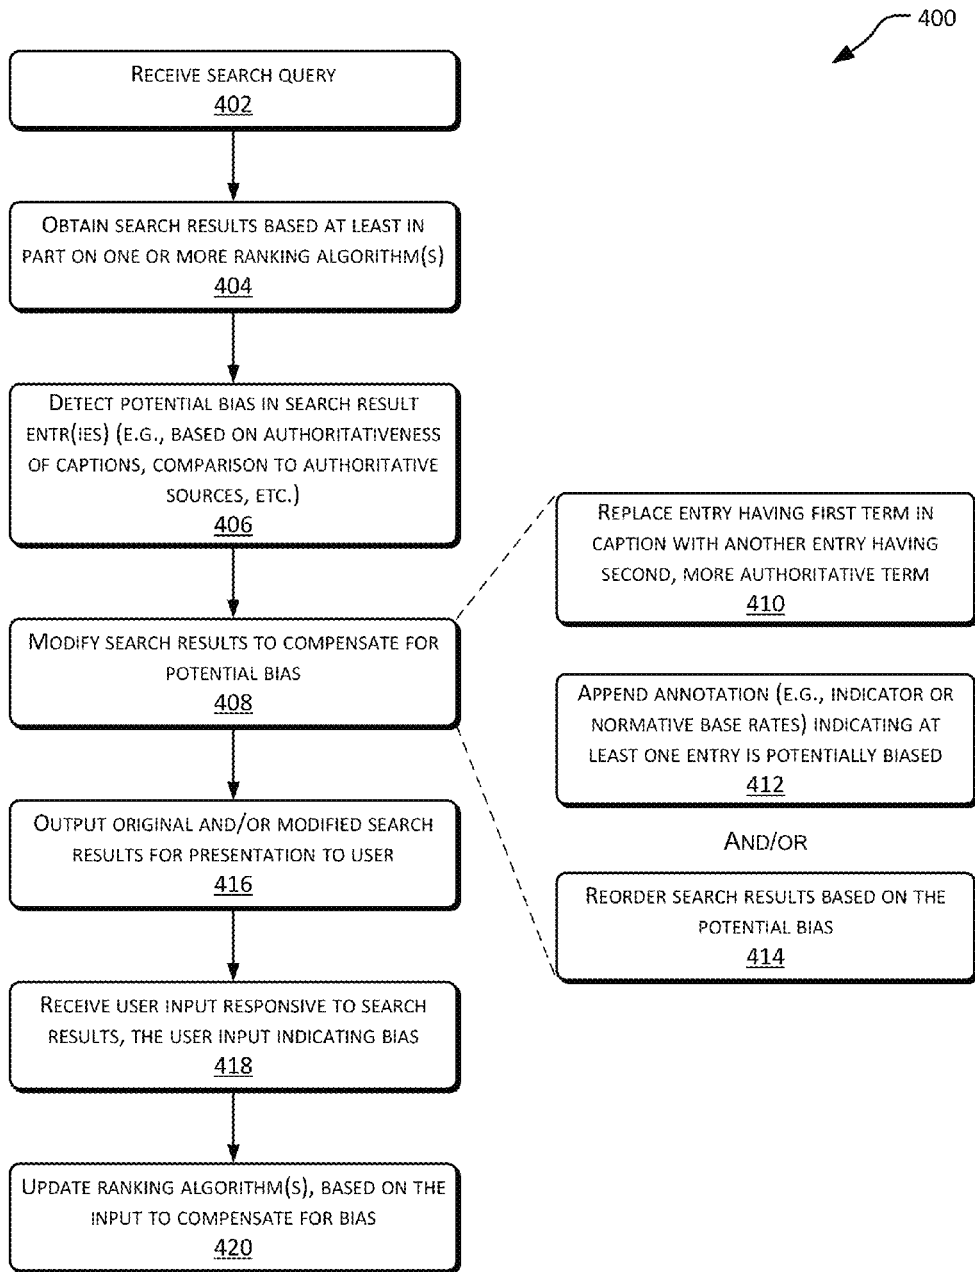 400
RECEIVE SEARCH QUERY
402
OBTAIN SEARCH RESULTS BASED AT LEAST IN
PART ON ONE OR MORE RANKING ALGORITHM(S)
404
DETECT POTENTIAL BIAS IN SEARCH RESULT
ENTR(IES) (E.G., BASED ON AUTHORITATIVENESS
OF CAPTIONS, COMPARISON TO AUTHORITATIVE
SOURCES, ETC.)
406
MODIFY SEARCH RESULTS TO COMPENSATE FOR
POTENTIAL BIAS
408
REPLACE ENTRY HAVING FIRST TERM IN
CAPTION WITH ANOTHER ENTRY HAVING
SECOND, MORE AUTHORITATIVE TERM
410
APPEND ANNOTATION (E.G., INDICATOR OR
NORMATIVE BASE RATES) INDICATING AT
LEAST ONE ENTRY IS POTENTIALLY BIASED
412
AND/OR
REORDER SEARCH RESULTS BASED ON THE
POTENTIAL BIAS
414
OUTPUT ORIGINAL AND/OR MODIFIED SEARCH
RESULTS FOR PRESENTATION TO USER
416
RECEIVE USER INPUT RESPONSIVE TO SEARCH
RESULTS, THE USER INPUT INDICATING BIAS
418
UPDATE RANKING ALGORITHM(S), BASED ON THE
INPUT TO COMPENSATE FOR BIAS
420